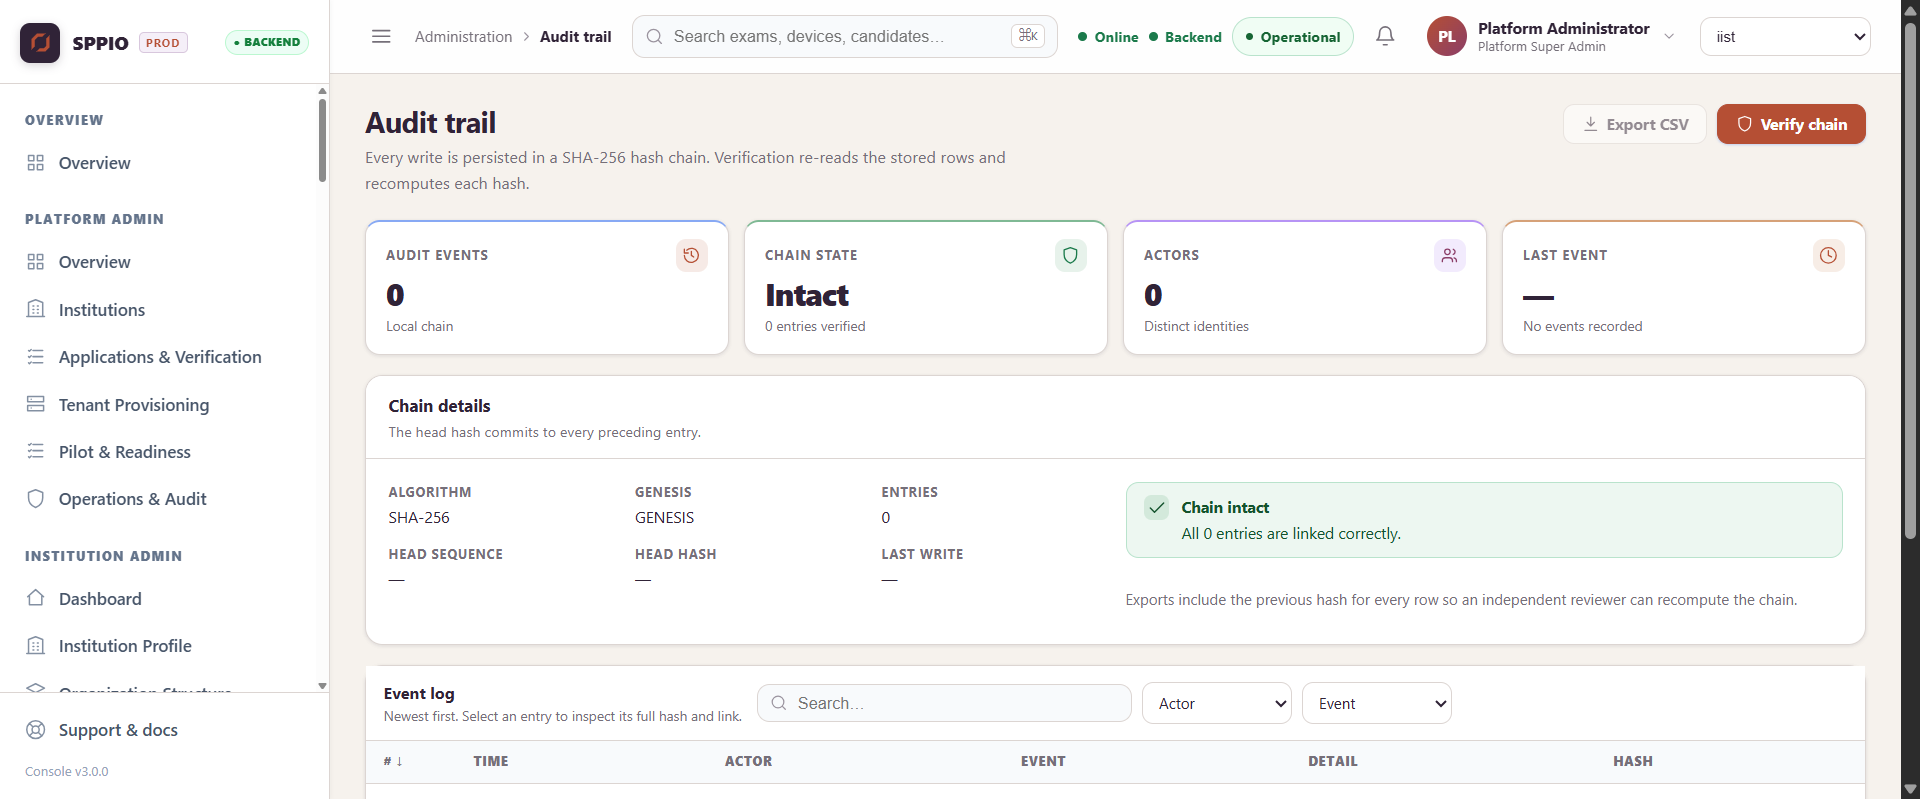 SPPIO PROD
• BACKEND
OVERVIEW
Overview
PLATFORM ADMIN
Overview
Institutions
Applications & Verification
Tenant Provisioning
Pilot & Readiness
Operations & Audit
INSTITUTION ADMIN
Dashboard
Institution Profile
Organization Structure
Support & docs
Console v3.0.0
Administration > Audit trail
Search exams, devices, candidates... ⌘K
Online
Backend
Operational
PL
Platform Administrator
Platform Super Admin
iist
Audit trail
Every write is persisted in a SHA-256 hash chain. Verification re-reads the stored rows and
recomputes each hash.
Export CSV
Verify chain
AUDIT EVENTS
0
Local chain
CHAIN STATE
Intact
0 entries verified
ACTORS
0
Distinct identities
LAST EVENT
—
No events recorded
Chain details
The head hash commits to every preceding entry.
ALGORITHM
SHA-256
GENESIS
GENESIS
ENTRIES
0
HEAD SEQUENCE
—
HEAD HASH
—
LAST WRITE
—
Chain intact
All 0 entries are linked correctly.
Exports include the previous hash for every row so an independent reviewer can recompute the chain.
Event log
Newest first. Select an entry to inspect its full hash and link.
Search...
Actor
Event
# ↓ TIME ACTOR EVENT DETAIL HASH